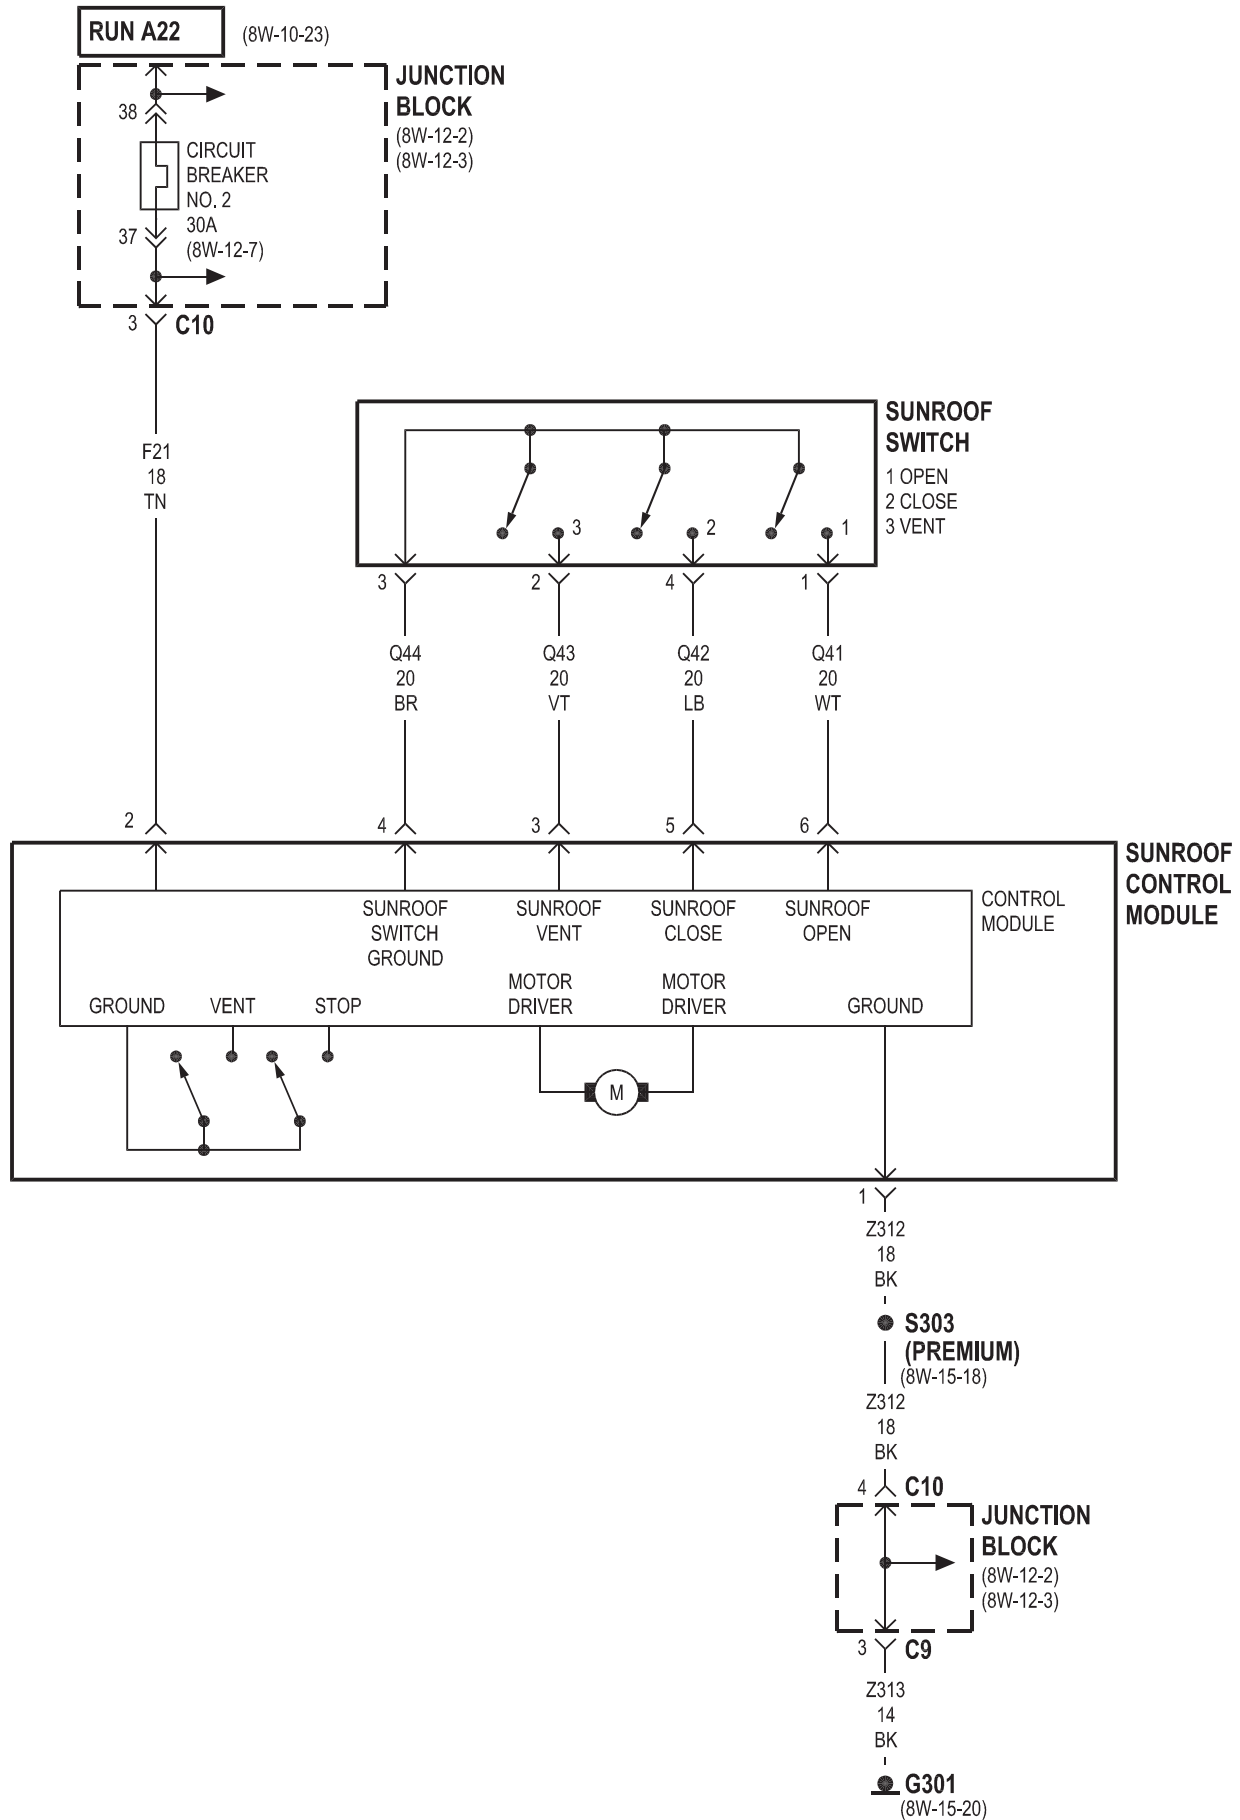 RUN A22
(8W-10-23)
JUNCTION
BLOCK
(8W-12-2)
(8W-12-3)
38
CIRCUIT
BREAKER
NO. 2
30A
(8W-12-7)
37
3
C10
F21
18
TN
SUNROOF
SWITCH
1 OPEN
2 CLOSE
3 VENT
3
2
1
3
2
4
1
Q44
20
BR
Q43
20
VT
Q42
20
LB
Q41
20
WT
2
4
3
5
6
SUNROOF
CONTROL
MODULE
CONTROL
MODULE
SUNROOF
SWITCH
GROUND
SUNROOF
VENT
SUNROOF
CLOSE
SUNROOF
OPEN
GROUND
VENT
STOP
MOTOR
DRIVER
MOTOR
DRIVER
GROUND
M
1
Z312
18
BK
S303
(PREMIUM)
(8W-15-18)
Z312
18
BK
4
C10
JUNCTION
BLOCK
(8W-12-2)
(8W-12-3)
3
C9
Z313
14
BK
G301
(8W-15-20)